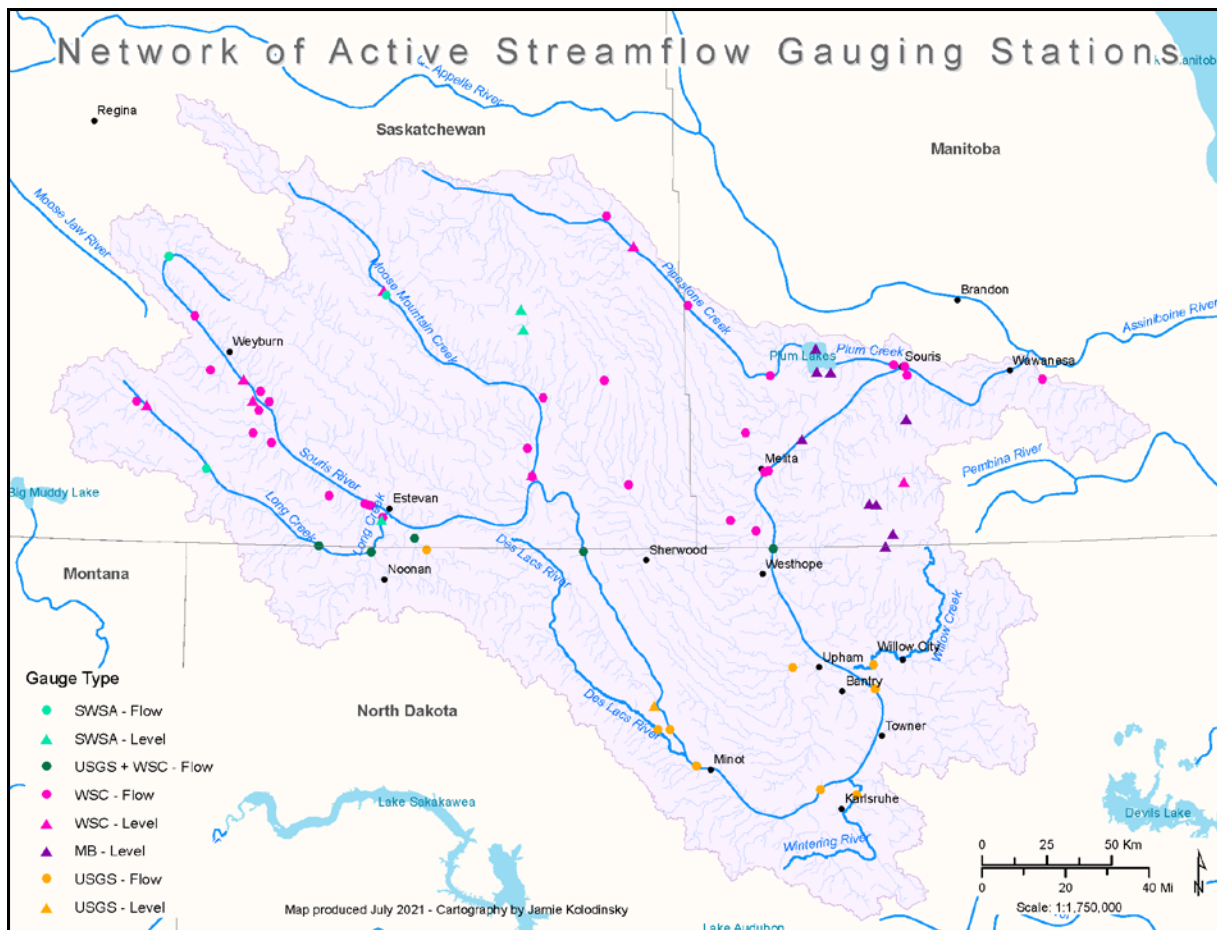 Network of Active Streamflow Gauging Stations
Appelle River
Manitoba
Regina
Saskatchewan
Manitoba
Moose Jaw River
Moose Mountain Creek
Pipestone Creek
Brandon
Assiniboine River
Weyburn
Plum Lakes
Plum Creek
Souris
Wawanesa
Melita
Pembina River
Big Muddy Lake
Souris River
Long Creek
Long Creek
Estevan
Des Lacs River
Sherwood
Westhope
Montana
Noonan
Willow Creek
Upham
Willow City
Bantry
Gauge Type
SWSA - Flow
SWSA - Level
USGS + WSC - Flow
WSC - Flow
WSC - Level
MB - Level
USGS - Flow
USGS - Level
North Dakota
Des Lacs River
Towner
Minot
Lake Sakakawea
Karlsruhe
Devils Lake
Wintering River
0 25 50 Km
0 20 40 Mi
N
Scale: 1:1,750,000
Map produced July 2021 - Cartography by Jamie Kolodinsky
Lake Audubon